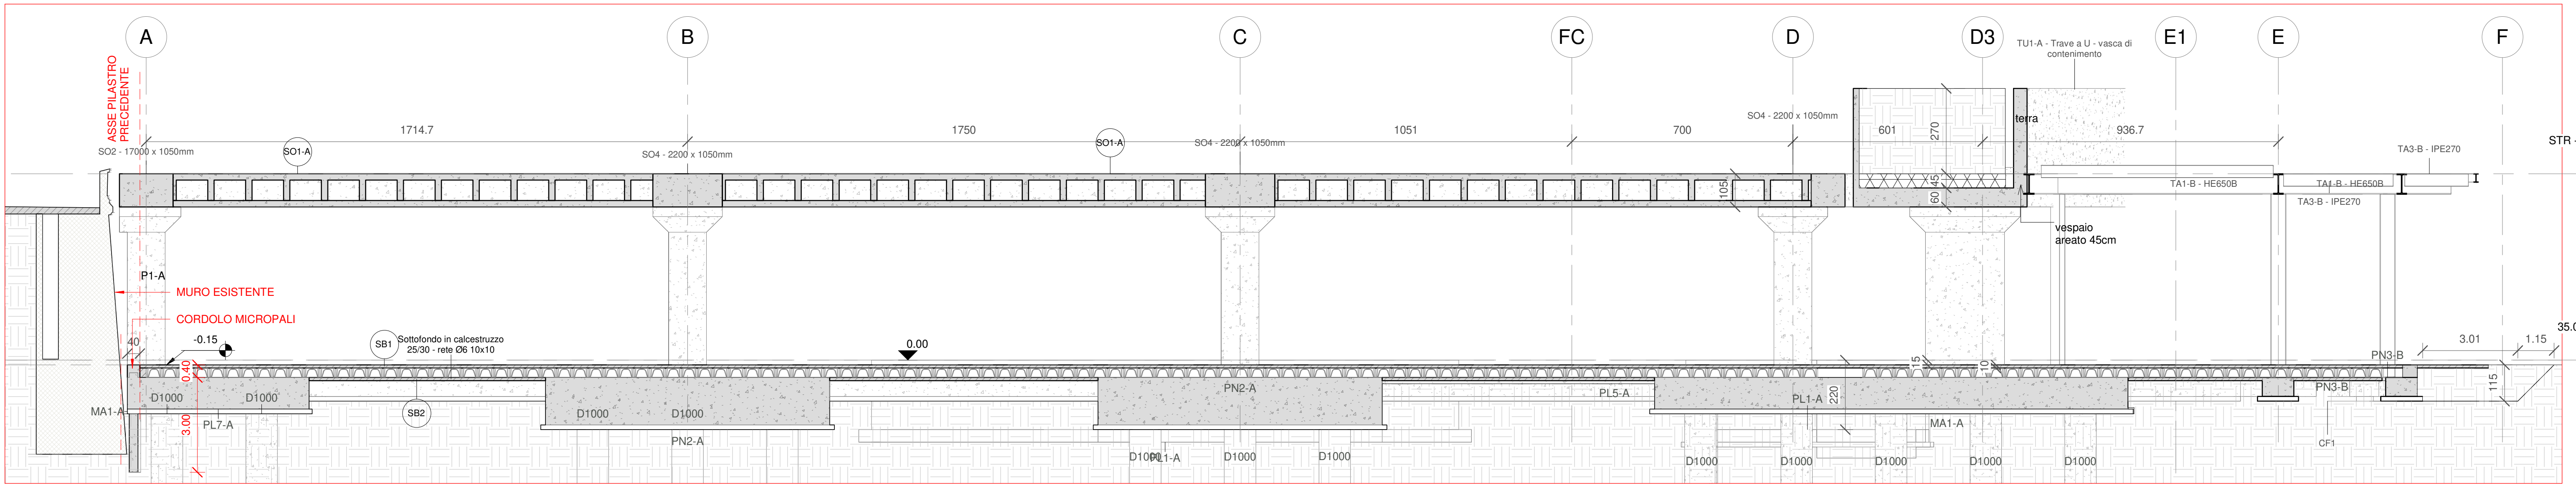 A
B
C
FC
D
D3
E1
E
F
ASSE PILASTRO
PRECEDENTE
TU1-A - Trave a U - vasca di
contenimento
1714.7
1750
1051
700
601
936.7
270
terra
SO2 - 17000 x 1050mm
SO1-A
SO4 - 2200 x 1050mm
SO1-A
SO4 - 2200 x 1050mm
SO4 - 2200 x 1050mm
STR -
TA3-B - IPE270
TA1-B - HE650B
TA1-B - HE650B
TA3-B - IPE270
105
45
60
vespaio
areato 45cm
P1-A
MURO ESISTENTE
CORDOLO MICROPALI
40
-0.15
SB1
Sottofondo in calcestruzzo
25/30 - rete Ø6 10x10
0.00
35.0
3.01
1.15
0.40
15
10
220
115
PN3-B
PN3-B
D1000
D1000
MA1-A
3.00
PL7-A
SB2
D1000
D1000
PN2-A
PN2-A
PL5-A
PL1-A
MA1-A
CF1
D1000
PL1-A
D1000
D1000
D1000
D1000
D1000
D1000
D1000